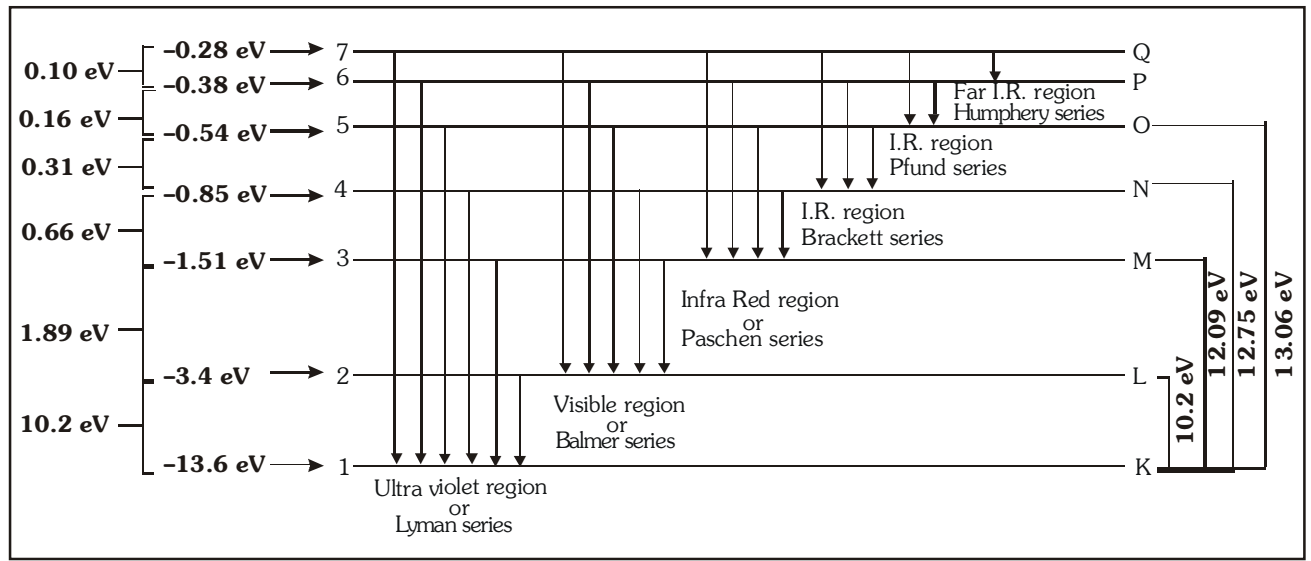 –0.28 eV 7 Q
0.10 eV
–0.38 eV 6 P
Far I.R. region
Humphery series
0.16 eV
–0.54 eV 5 O
I.R. region
Pfund series
0.31 eV
–0.85 eV 4 N
I.R. region
Brackett series
0.66 eV
–1.51 eV 3 M
Infra Red region
or
Paschen series
1.89 eV
–3.4 eV 2 L
Visible region
or
Balmer series
10.2 eV
–13.6 eV 1 K
Ultra violet region
or
Lyman series
10.2 eV
12.09 eV
12.75 eV
13.06 eV